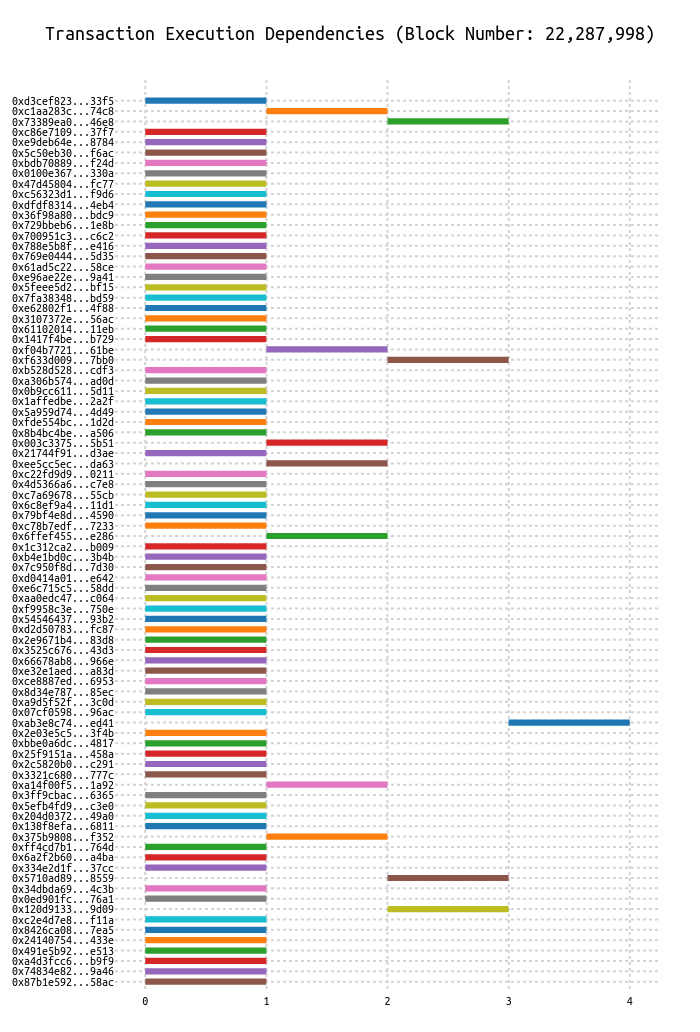 Transaction Execution Dependencies (Block Number: 22,287,998)
0xd3cef823...33f5
0xc1aa283c...74c8
0x73389ea0...46e8
0xc86e7109...37f7
0xe9deb64e...8784
0x5c50eb30...f6ac
0xbdb70889...f24d
0x0100e367...330a
0x47d45804...fc77
0xc56323d1...f9d6
0xdfdf8314...4eb4
0x36f98a80...bdc9
0x729bbeb6...1e8b
0x700951c3...c6c2
0x788e5b8f...e416
0x769e0444...5d35
0x61ad5c22...58ce
0xe96ae22e...9a41
0x5feee5d2...bf15
0x7fa38348...bd59
0xe62802f1...4f88
0x3107372e...56ac
0x61102014...11eb
0x1417f4be...b729
0xf04b7721...61be
0xf633d009...7bb0
0xb528d528...cdf3
0xa306b574...ad0d
0x0b9cc611...5d11
0x1affedbe...2a2f
0x5a959d74...4d49
0xfde554bc...1d2d
0x8b4bc4be...a506
0x003c3375...5b51
0x21744f91...d3ae
0xee5cc5ec...da63
0xc22fd9d9...0211
0x4d5366a6...c7e8
0xc7a69678...55cb
0x6c8ef9a4...11d1
0x79bf4e8d...4590
0xc78b7edf...7233
0x6ffef455...e286
0x1c312ca2...b009
0xb4e1bd0c...3b4b
0x7c950f8d...7d30
0xd0414a01...e642
0xe6c715c5...58dd
0xaa0edc47...c064
0xf9958c3e...750e
0x54546437...93b2
0xd2d50783...fc87
0x2e9671b4...83d8
0x3525c676...43d3
0x66678ab8...966e
0xe32e1aed...a83d
0xce8887ed...6953
0x8d34e787...85ec
0xa9d5f52f...3c0d
0x07cf0598...96ac
0xab3e8c74...ed41
0x2e03e5c5...3f4b
0xbbe0a6dc...4817
0x25f9151a...458a
0x2c5820b0...c291
0x3321c680...777c
0xa14f00f5...1a92
0x3ff9cbac...6365
0x5efb4fd9...c3e0
0x204d0372...49a0
0x138f8efa...6811
0x375b9808...f352
0xff4cd7b1...764d
0x6a2f2b60...a4ba
0x334e2d1f...37cc
0x5710ad89...8559
0x34dbda69...4c3b
0x0ed901fc...76a1
0x120d9133...9d09
0xc2e4d7e8...f11a
0x8426ca08...7ea5
0x24140754...433e
0x491e5b92...e513
0xa4d3fcc6...b9f9
0x74834e82...9a46
0x87b1e592...58ac
0 1 2 3 4